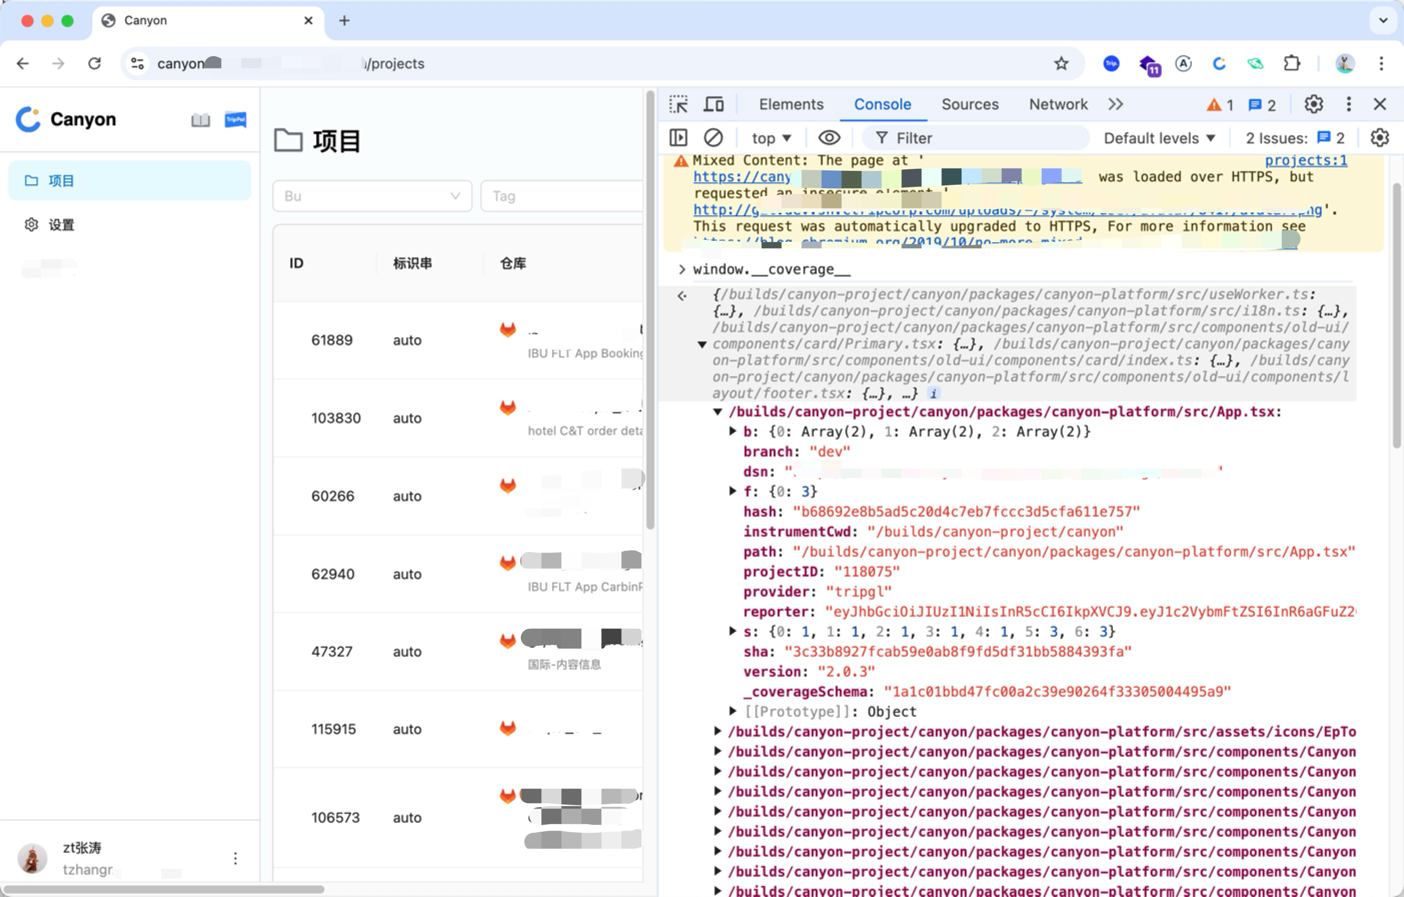 Canyon
canyon
/projects
11
Canyon
TripPal
项目
设置
zt张涛
tzhangr
项目
Bu
Tag
ID 标识串 仓库
61889 auto
IBU FLT App Booking
103830 auto
hotel C&T order deta
60266 auto
62940 auto
IBU FLT App CarbinF
47327 auto
国际-内容信息
115915 auto
106573 auto
Elements Console Sources Network 1 2
top Filter Default levels 2 Issues: 2
Mixed Content: The page at ' projects:1
https://cany was loaded over HTTPS, but
requested an insecure element '
This request was automatically upgraded to HTTPS, For more information see
window.__coverage__
{/builds/canyon-project/canyon/packages/canyon-platform/src/useWorker.ts:
{…}, /builds/canyon-project/canyon/packages/canyon-platform/src/i18n.ts: {…},
/builds/canyon-project/canyon/packages/canyon-platform/src/components/old-ui/
components/card/Primary.tsx: {…}, /builds/canyon-project/canyon/packages/cany
on-platform/src/components/old-ui/components/card/index.ts: {…}, /builds/cany
on-project/canyon/packages/canyon-platform/src/components/old-ui/components/l
ayout/footer.tsx: {…}, …} i
/builds/canyon-project/canyon/packages/canyon-platform/src/App.tsx:
b: {0: Array(2), 1: Array(2), 2: Array(2)}
branch: "dev"
dsn: "
f: {0: 3}
hash: "b68692e8b5ad5c20d4c7eb7fccc3d5cfa611e757"
instrumentCwd: "/builds/canyon-project/canyon"
path: "/builds/canyon-project/canyon/packages/canyon-platform/src/App.tsx"
projectID: "118075"
provider: "tripgl"
reporter: "eyJhbGciOiJIUzI1NiIsInR5cCI6IkpXVCJ9.eyJ1c2VybmFtZSI6InR6aGFuZ2
s: {0: 1, 1: 1, 2: 1, 3: 1, 4: 1, 5: 3, 6: 3}
sha: "3c33b8927fcab59e0ab8f9fd5df31bb5884393fa"
version: "2.0.3"
_coverageSchema: "1a1c01bbd47fc00a2c39e90264f33305004495a9"
[[Prototype]]: Object
/builds/canyon-project/canyon/packages/canyon-platform/src/assets/icons/EpTo
/builds/canyon-project/canyon/packages/canyon-platform/src/components/Canyon
/builds/canyon-project/canyon/packages/canyon-platform/src/components/Canyon
/builds/canyon-project/canyon/packages/canyon-platform/src/components/Canyon
/builds/canyon-project/canyon/packages/canyon-platform/src/components/Canyon
/builds/canyon-project/canyon/packages/canyon-platform/src/components/Canyon
/builds/canyon-project/canyon/packages/canyon-platform/src/components/Canyon
/builds/canyon-project/canyon/packages/canyon-platform/src/components/Canyon
/builds/canyon-project/canyon/packages/canyon-platform/src/components/Canyon